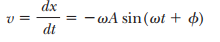 v = dx/dt = −ωA sin(ωt + ϕ)